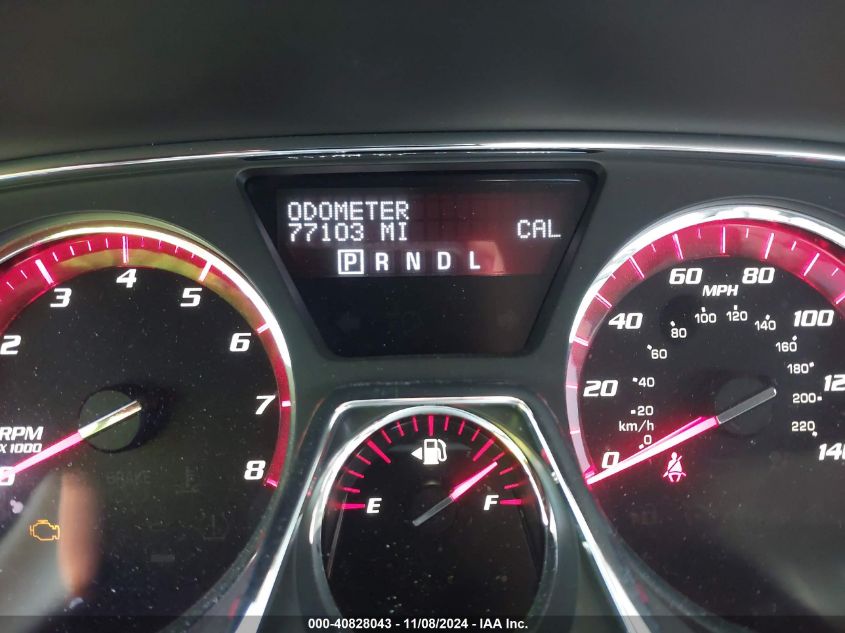 ODOMETER
77103 MI CAL
P R N D L
0 2 3 4 5 6 7 8
RPM
X 1000
E F
0 20 40 60 80 100
MPH
0 20 40 60 80 100 120 140 160 180 200 220
km/h
000-40828043 - 11/08/2024 - IAA Inc.